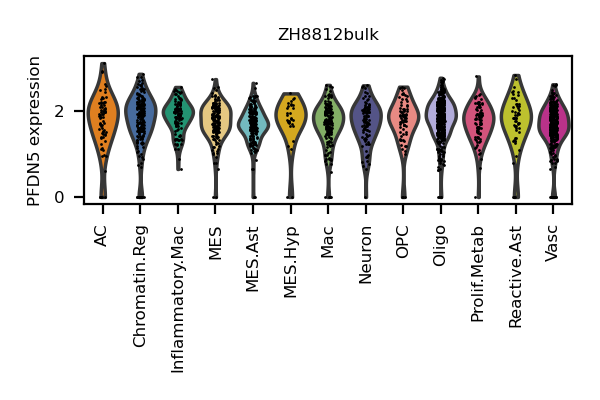 ZH8812bulk
PFDN5 expression
2
0
AC
Chromatin.Reg
Inflammatory.Mac
MES
MES.Ast
MES.Hyp
Mac
Neuron
OPC
Oligo
Prolif.Metab
Reactive.Ast
Vasc